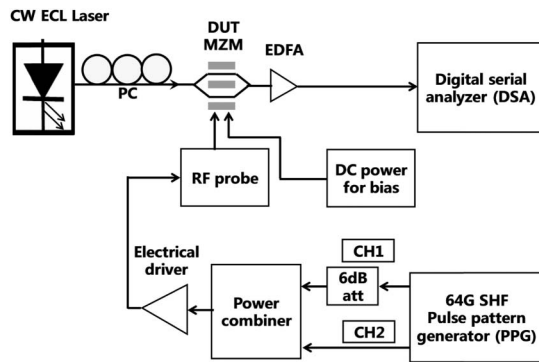 CW ECL Laser
PC
DUT
MZM
EDFA
Digital serial
analyzer (DSA)
RF probe
DC power
for bias
Electrical
driver
Power
combiner
CH1
6dB
att
CH2
64G SHF
Pulse pattern
generator (PPG)